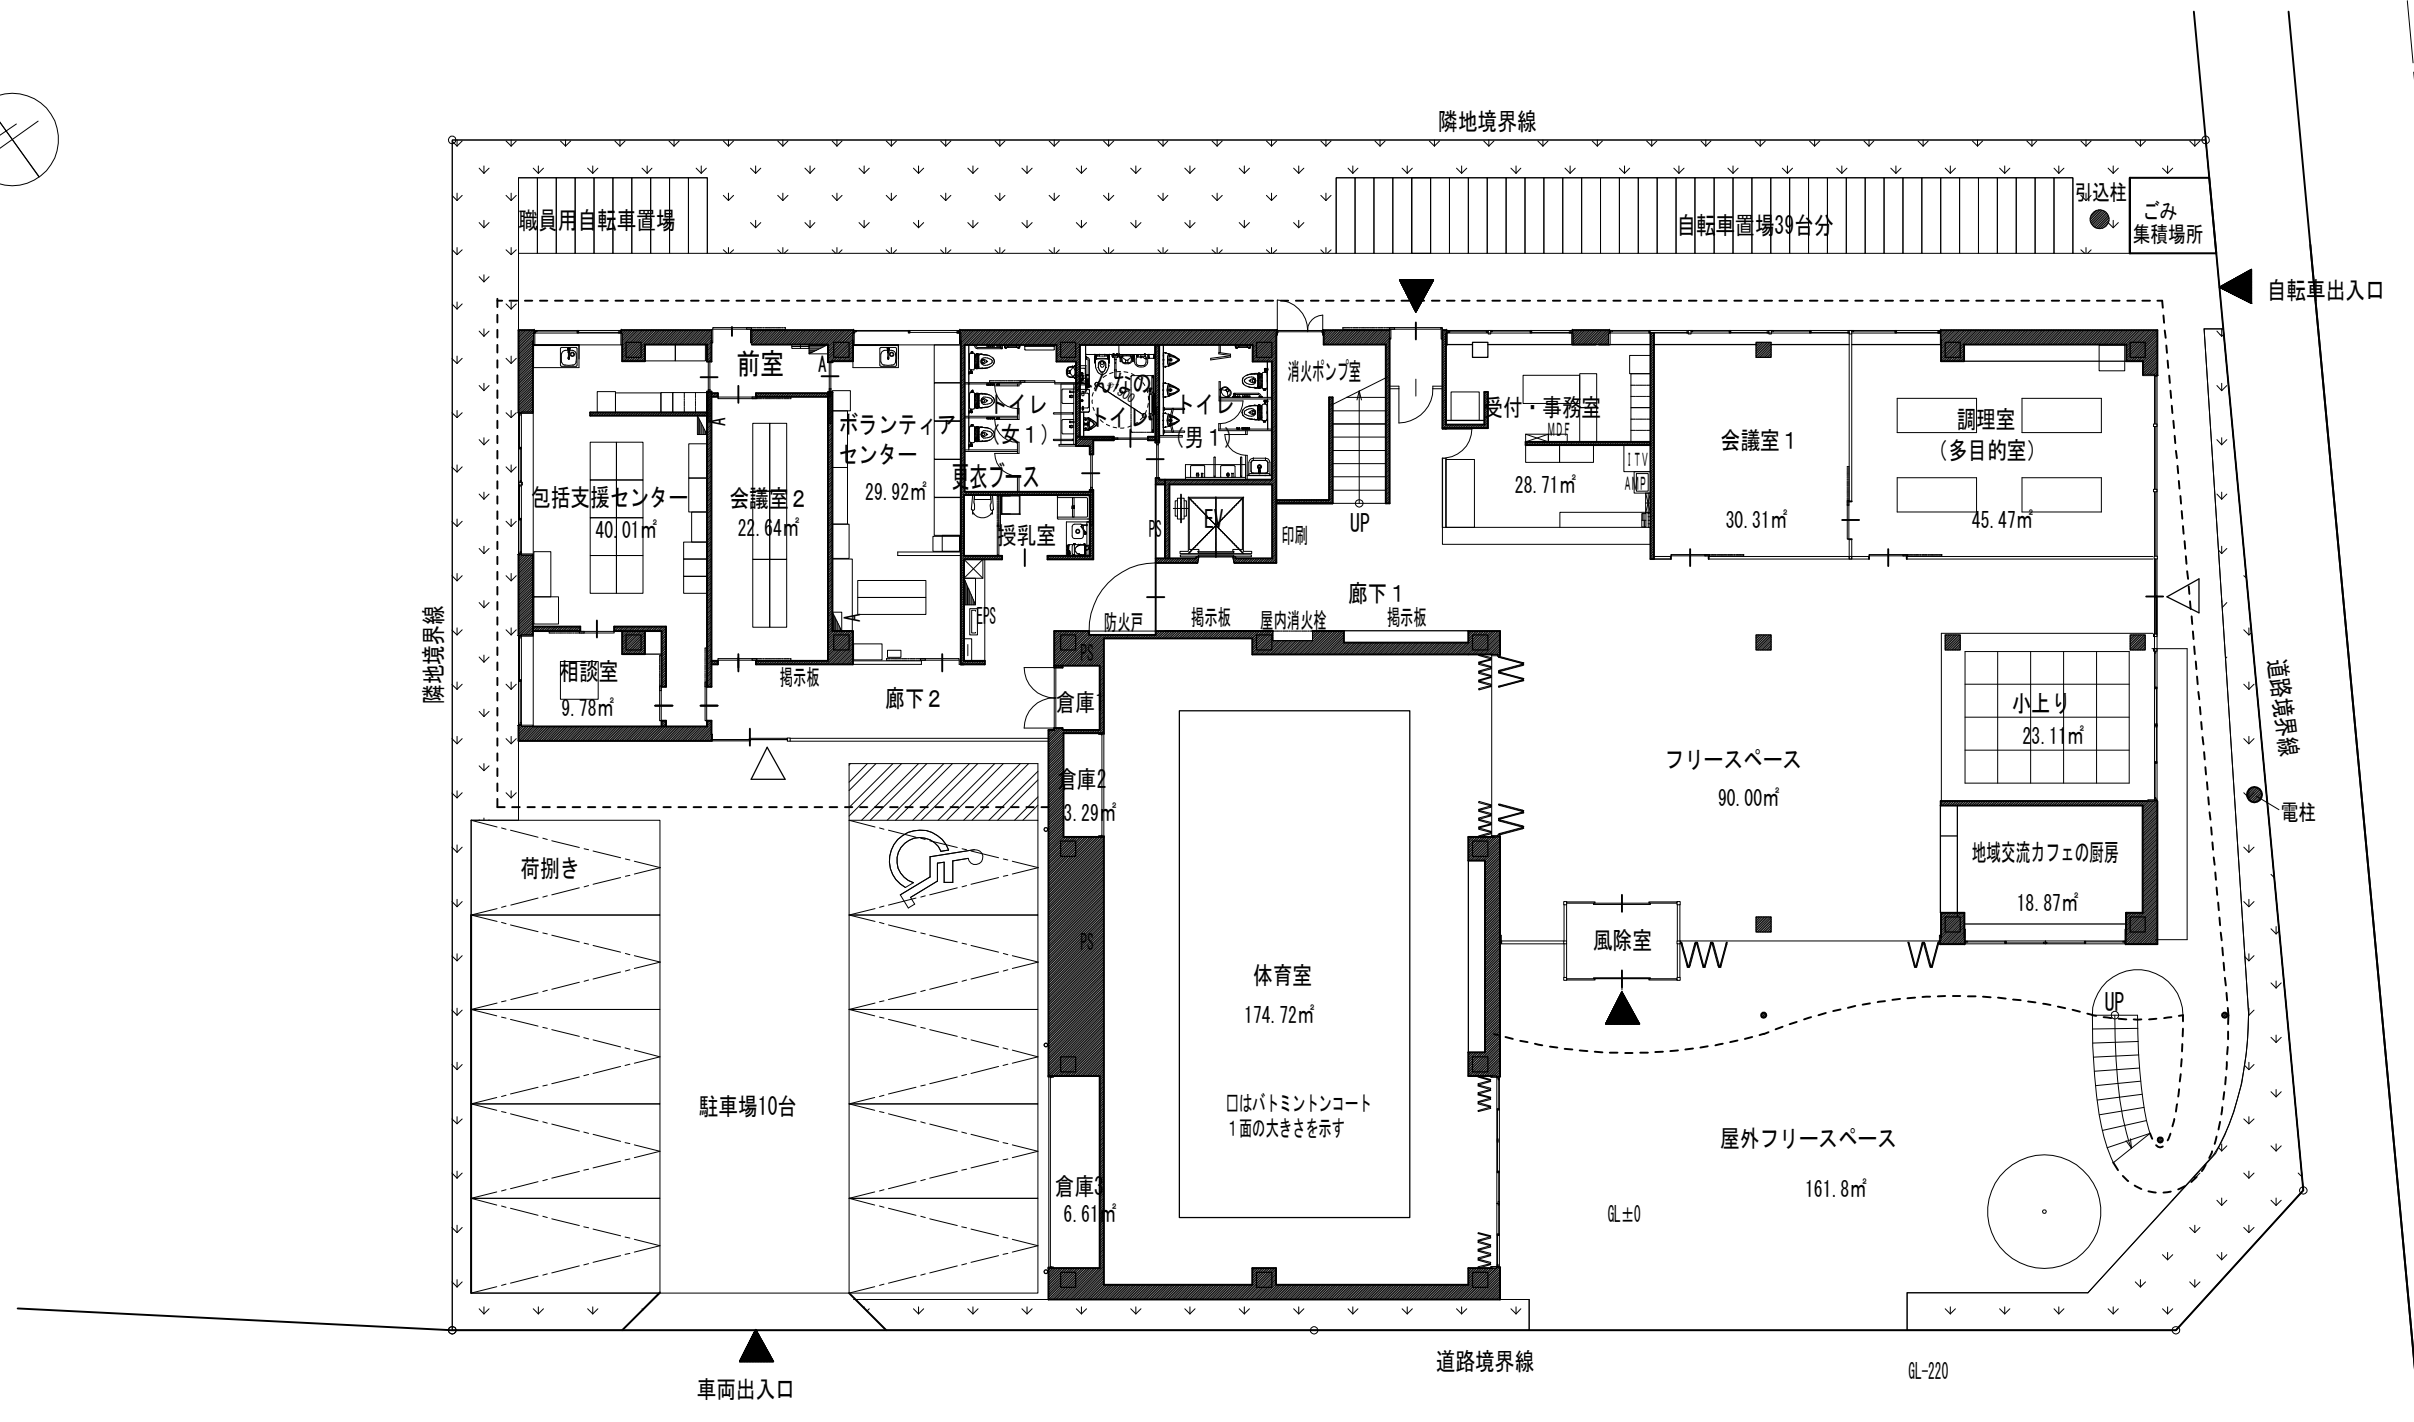 隣地境界線
職員用自転車置場
自転車置場39台分
引込柱
ごみ
集積場所
自転車出入口
前室
A
消火ポンプ室
みんなの
トイレ
トイレ
(女1)
トイレ
(男1)
受付・事務室
MDF
28.71㎡
ITV
AMP
会議室1
30.31㎡
調理室
(多目的室)
45.47㎡
A
ボランティア
センター
29.92㎡
更衣ブース
包括支援センター
40.01㎡
会議室2
22.64㎡
授乳室
PS
EV
印刷
UP
廊下1
EPS
A
防火戸
掲示板
屋内消火栓
掲示板
隣地境界線
相談室
9.78㎡
掲示板
廊下2
PS
倉庫1
小上り
23.11㎡
道路境界線
フリースペース
90.00㎡
倉庫2
3.29㎡
電柱
荷捌き
地域交流カフェの厨房
18.87㎡
PS
風除室
体育室
174.72㎡
UP
駐車場10台
口はバトミントンコート
1面の大きさを示す
屋外フリースペース
161.8㎡
倉庫3
6.61㎡
GL±0
道路境界線
GL-220
車両出入口